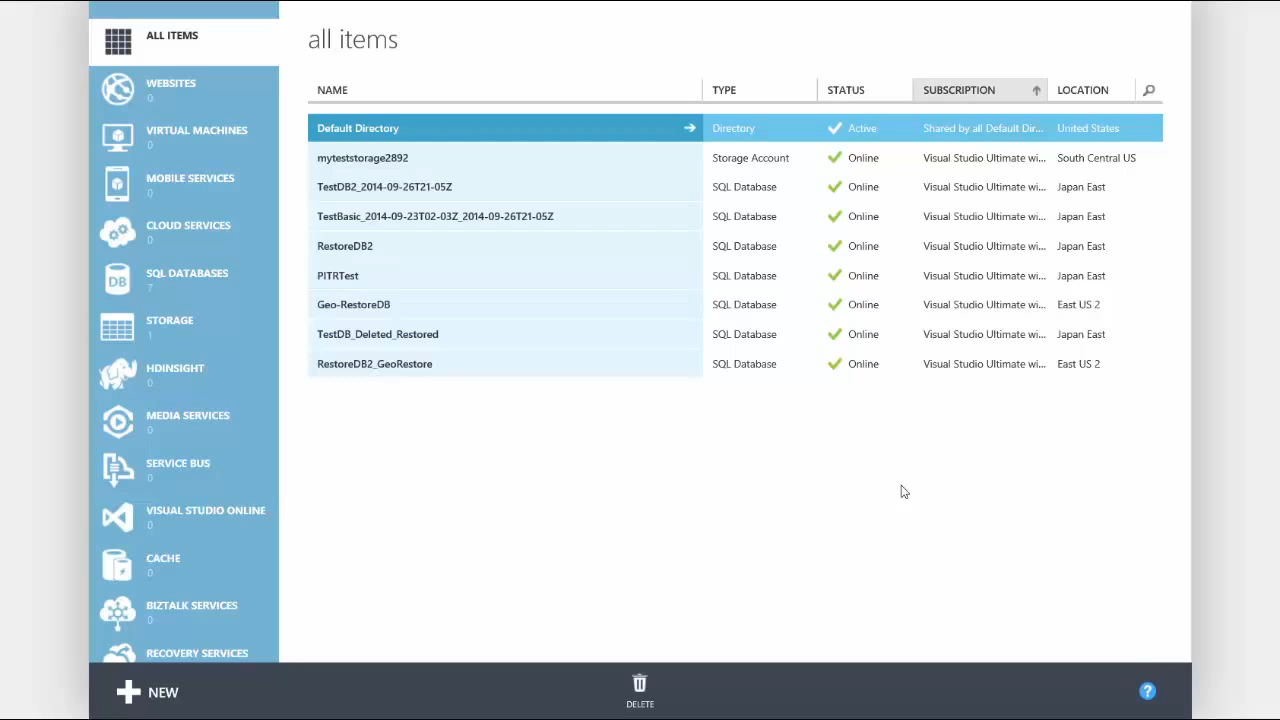 ALL ITEMS
WEBSITES
0
VIRTUAL MACHINES
0
MOBILE SERVICES
0
CLOUD SERVICES
0
SQL DATABASES
7
STORAGE
1
HDINSIGHT
0
MEDIA SERVICES
0
SERVICE BUS
0
VISUAL STUDIO ONLINE
0
CACHE
0
BIZTALK SERVICES
0
RECOVERY SERVICES
all items
NAME TYPE STATUS SUBSCRIPTION LOCATION
Default Directory Directory Active Shared by all Default Dir... United States
myteststorage2892 Storage Account Online Visual Studio Ultimate wi... South Central US
TestDB2_2014-09-26T21-05Z SQL Database Online Visual Studio Ultimate wi... Japan East
TestBasic_2014-09-23T02-03Z_2014-09-26T21-05Z SQL Database Online Visual Studio Ultimate wi... Japan East
RestoreDB2 SQL Database Online Visual Studio Ultimate wi... Japan East
PITRTest SQL Database Online Visual Studio Ultimate wi... Japan East
Geo-RestoreDB SQL Database Online Visual Studio Ultimate wi... East US 2
TestDB_Deleted_Restored SQL Database Online Visual Studio Ultimate wi... Japan East
RestoreDB2_GeoRestore SQL Database Online Visual Studio Ultimate wi... East US 2
NEW
DELETE
?
DB